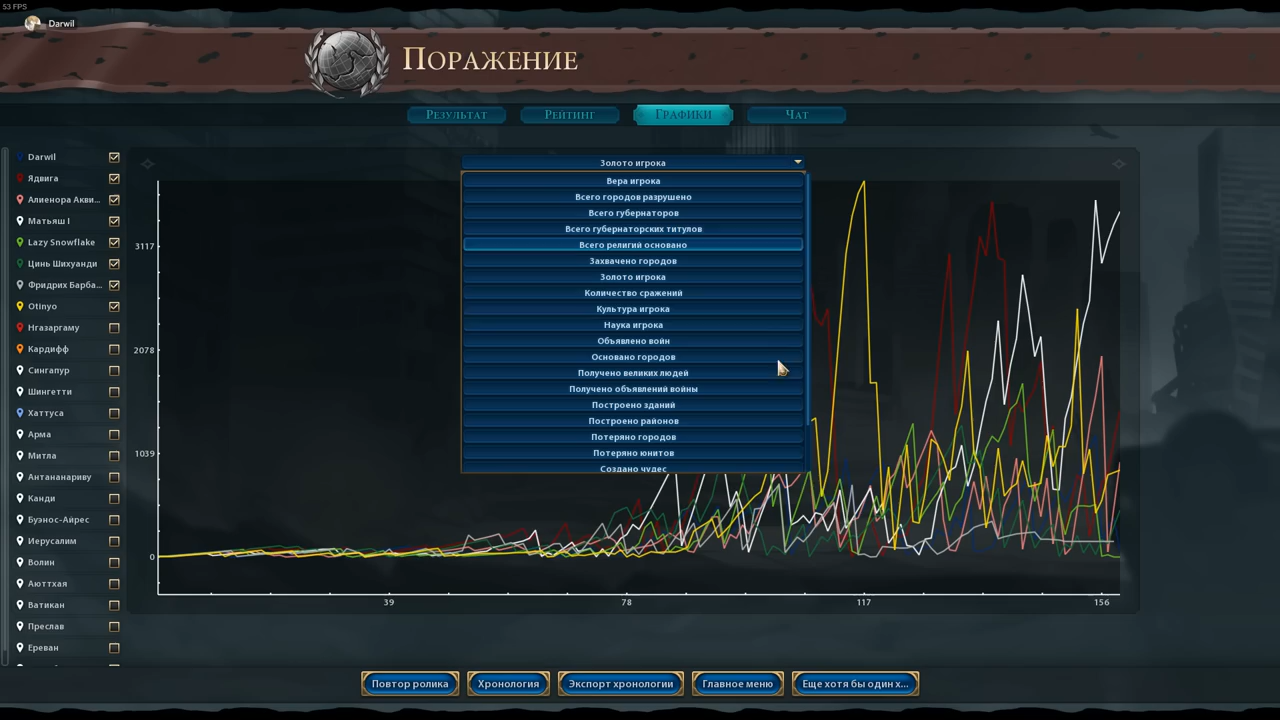 53 FPS
Darwil
Поражение
Результат
Рейтинг
Графики
Чат
Darwil
Ядвига
Алиенора Акви...
Матьяш I
Lazy Snowflake
Цинь Шихуанди
Фридрих Барба...
Otinyo
Нгазаргаму
Кардифф
Сингапур
Шингетти
Хаттуса
Арма
Митла
Антананариву
Канди
Буэнос-Айрес
Иерусалим
Волин
Аюттхая
Ватикан
Преслав
Ереван
Золото игрока
Вера игрока
Всего городов разрушено
Всего губернаторов
Всего губернаторских титулов
Всего религий основано
Захвачено городов
Золото игрока
Количество сражений
Культура игрока
Наука игрока
Объявлено войн
Основано городов
Получено великих людей
Получено объявлений войны
Построено зданий
Построено районов
Потеряно городов
Потеряно юнитов
Создано чудес
3117
2078
1039
0
39
78
117
156
Повтор ролика
Хронология
Экспорт хронологии
Главное меню
Еще хотя бы один х...